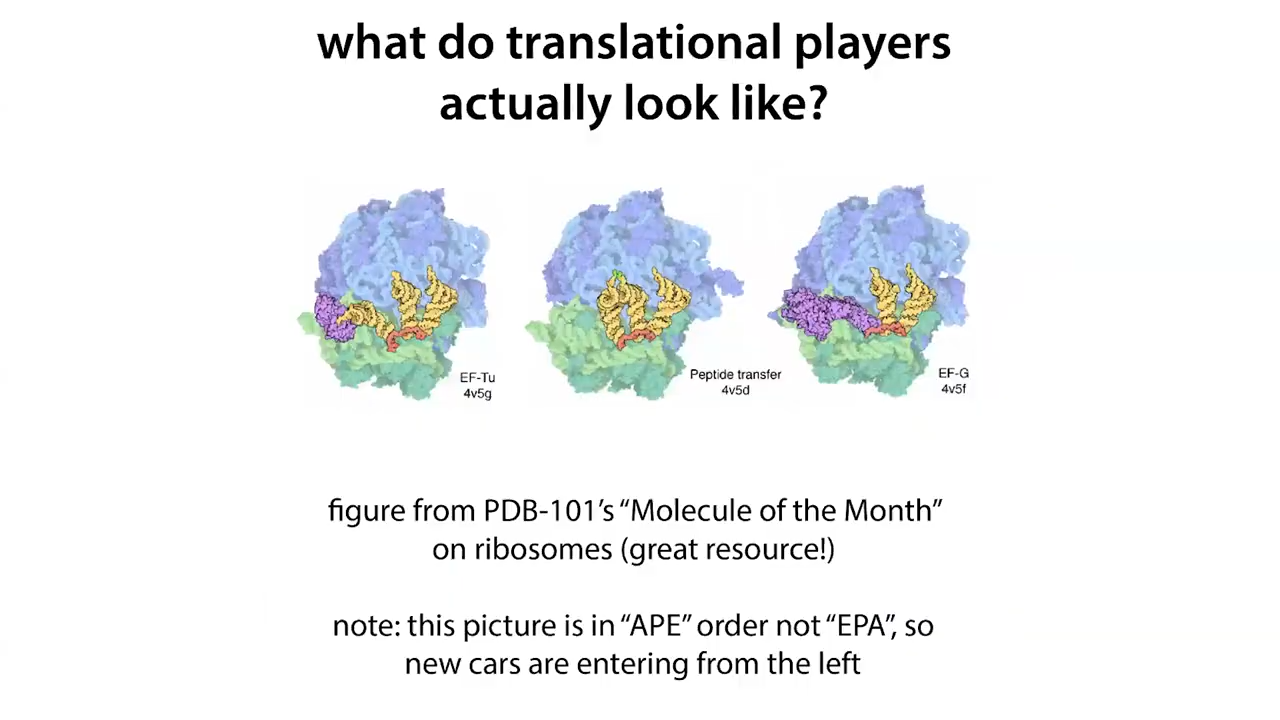 what do translational players
actually look like?
EF-Tu
4v5g
Peptide transfer
4v5d
EF-G
4v5f
figure from PDB-101's “Molecule of the Month”
on ribosomes (great resource!)
note: this picture is in “APE” order not “EPA”, so
new cars are entering from the left